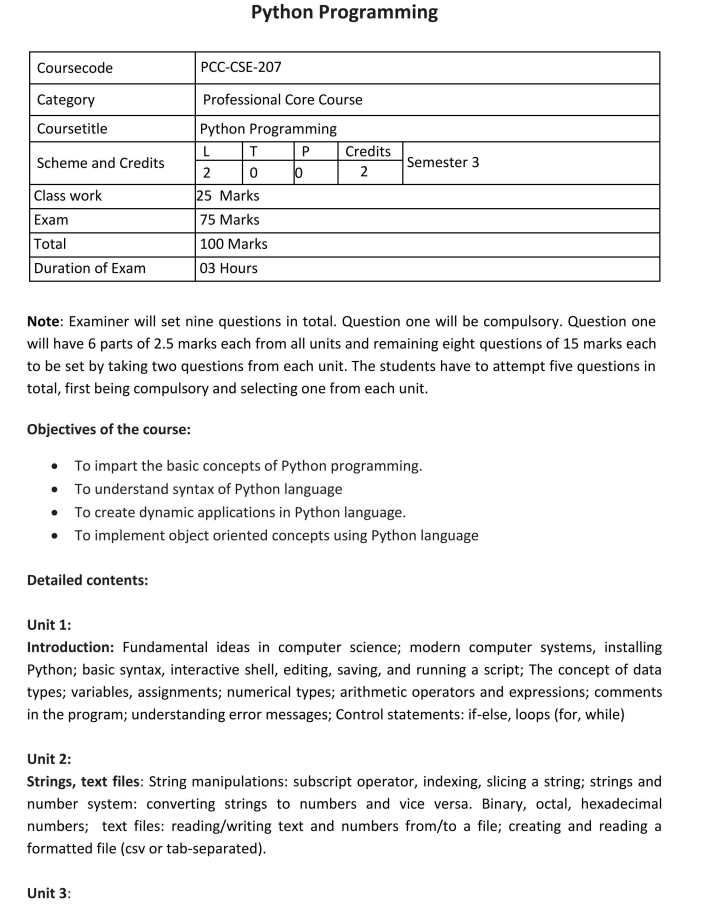 Python Programming
Coursecode PCC-CSE-207
Category Professional Core Course
Coursetitle Python Programming
Scheme and Credits L T P Credits Semester 3
2 0 0 2
Class work 25 Marks
Exam 75 Marks
Total 100 Marks
Duration of Exam 03 Hours
Note: Examiner will set nine questions in total. Question one will be compulsory. Question one
will have 6 parts of 2.5 marks each from all units and remaining eight questions of 15 marks each
to be set by taking two questions from each unit. The students have to attempt five questions in
total, first being compulsory and selecting one from each unit.
Objectives of the course:
• To impart the basic concepts of Python programming.
• To understand syntax of Python language
• To create dynamic applications in Python language.
• To implement object oriented concepts using Python language
Detailed contents:
Unit 1:
Introduction: Fundamental ideas in computer science; modern computer systems, installing
Python; basic syntax, interactive shell, editing, saving, and running a script; The concept of data
types; variables, assignments; numerical types; arithmetic operators and expressions; comments
in the program; understanding error messages; Control statements: if-else, loops (for, while)
Unit 2:
Strings, text files: String manipulations: subscript operator, indexing, slicing a string; strings and
number system: converting strings to numbers and vice versa. Binary, octal, hexadecimal
numbers; text files: reading/writing text and numbers from/to a file; creating and reading a
formatted file (csv or tab-separated).
Unit 3: